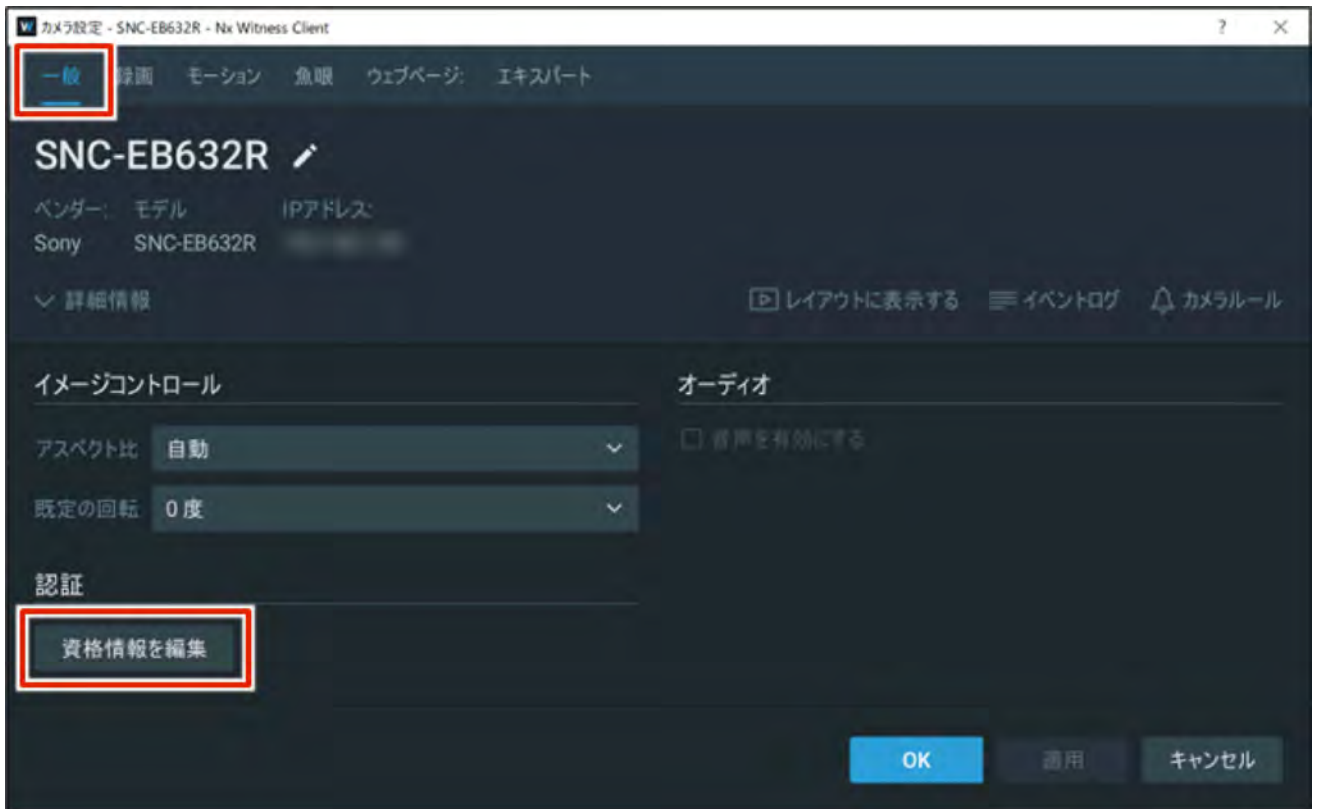 カメラ設定 - SNC-EB632R - Nx Witness Client ? ×
一般 録画 モーション 魚眼 ウェブページ: エキスパート
SNC-EB632R
ベンダー: モデル IPアドレス:
Sony SNC-EB632R
詳細情報 レイアウトに表示する イベントログ カメラルール
イメージコントロール オーディオ
アスペクト比 自動 音声を有効にする
既定の回転 0 度
認証
資格情報を編集
OK 適用 キャンセル